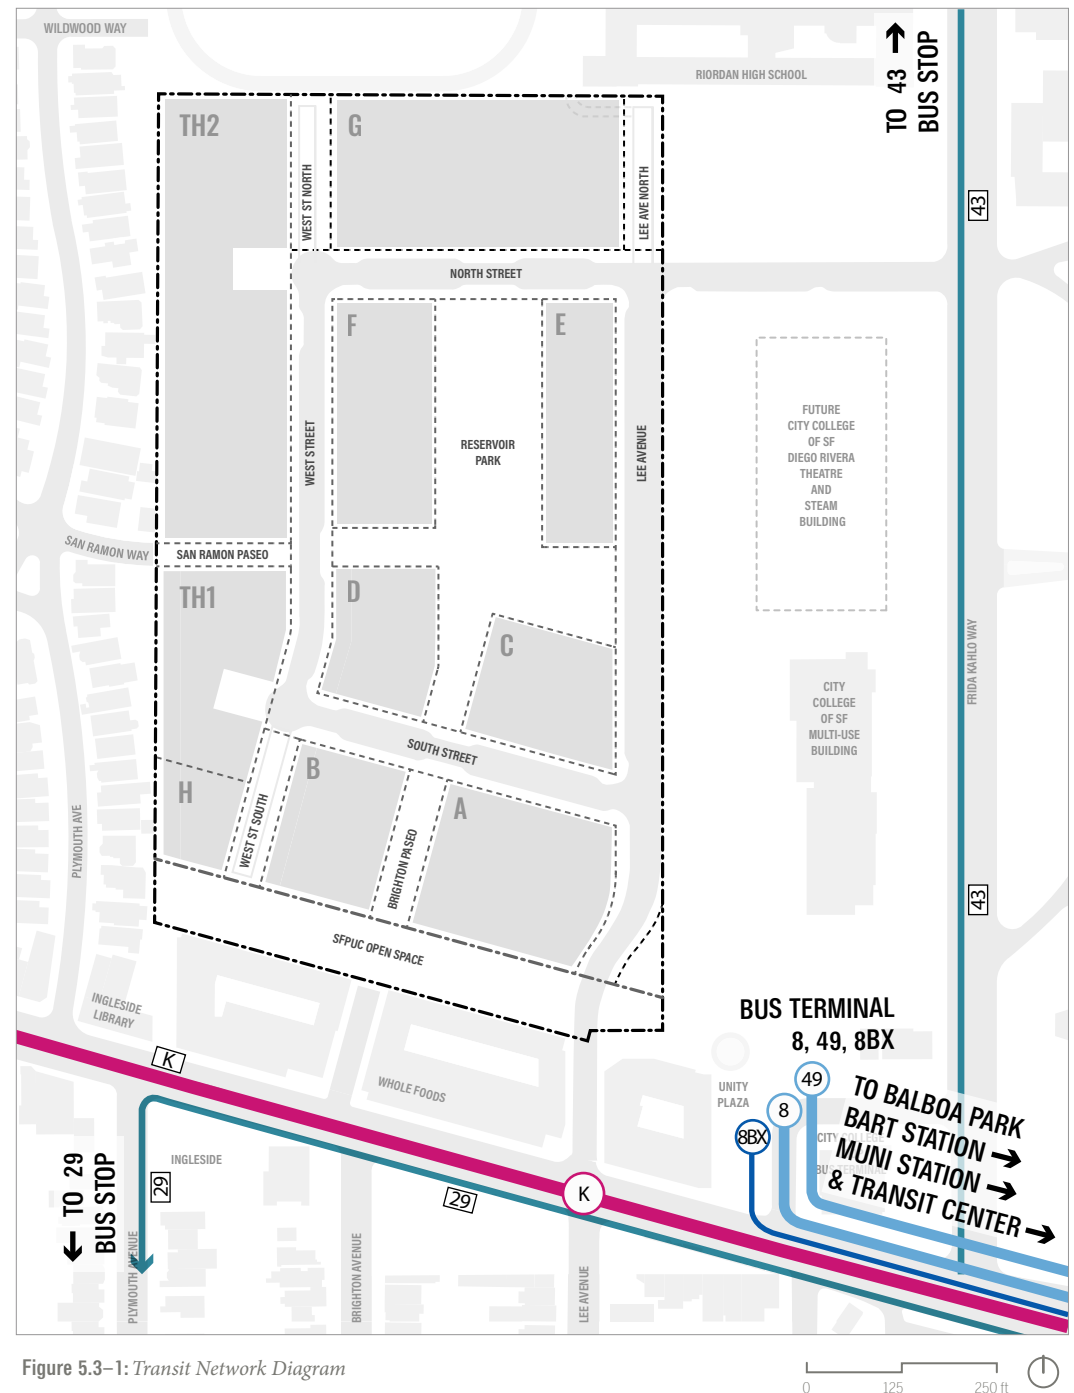 WILDWOOD WAY
RIORDAN HIGH SCHOOL
TO 43
BUS STOP
TH2
G
WEST ST NORTH
LEE AVE NORTH
43
NORTH STREET
F
E
WEST STREET
RESERVOIR
PARK
LEE AVENUE
FUTURE
CITY COLLEGE
OF SF
DIEGO RIVERA
THEATRE
AND
STEAM
BUILDING
SAN RAMON WAY
SAN RAMON PASEO
TH1
D
C
FRIDA KAHLO WAY
CITY
COLLEGE
OF SF
MULTI-USE
BUILDING
SOUTH STREET
B
H
A
PLYMOUTH AVE
WEST ST SOUTH
BRIGHTON PASEO
43
SFPUC OPEN SPACE
INGLESIDE
LIBRARY
BUS TERMINAL
8, 49, 8BX
K
WHOLE FOODS
UNITY
PLAZA
49
8
8BX
CITY COLLEGE
BUS TERMINAL
TO BALBOA PARK
BART STATION
MUNI STATION
& TRANSIT CENTER
INGLESIDE
TO 29
BUS STOP
29
29
K
PLYMOUTH AVENUE
BRIGHTON AVENUE
LEE AVENUE
Figure 5.3–1: Transit Network Diagram
0 125 250 ft